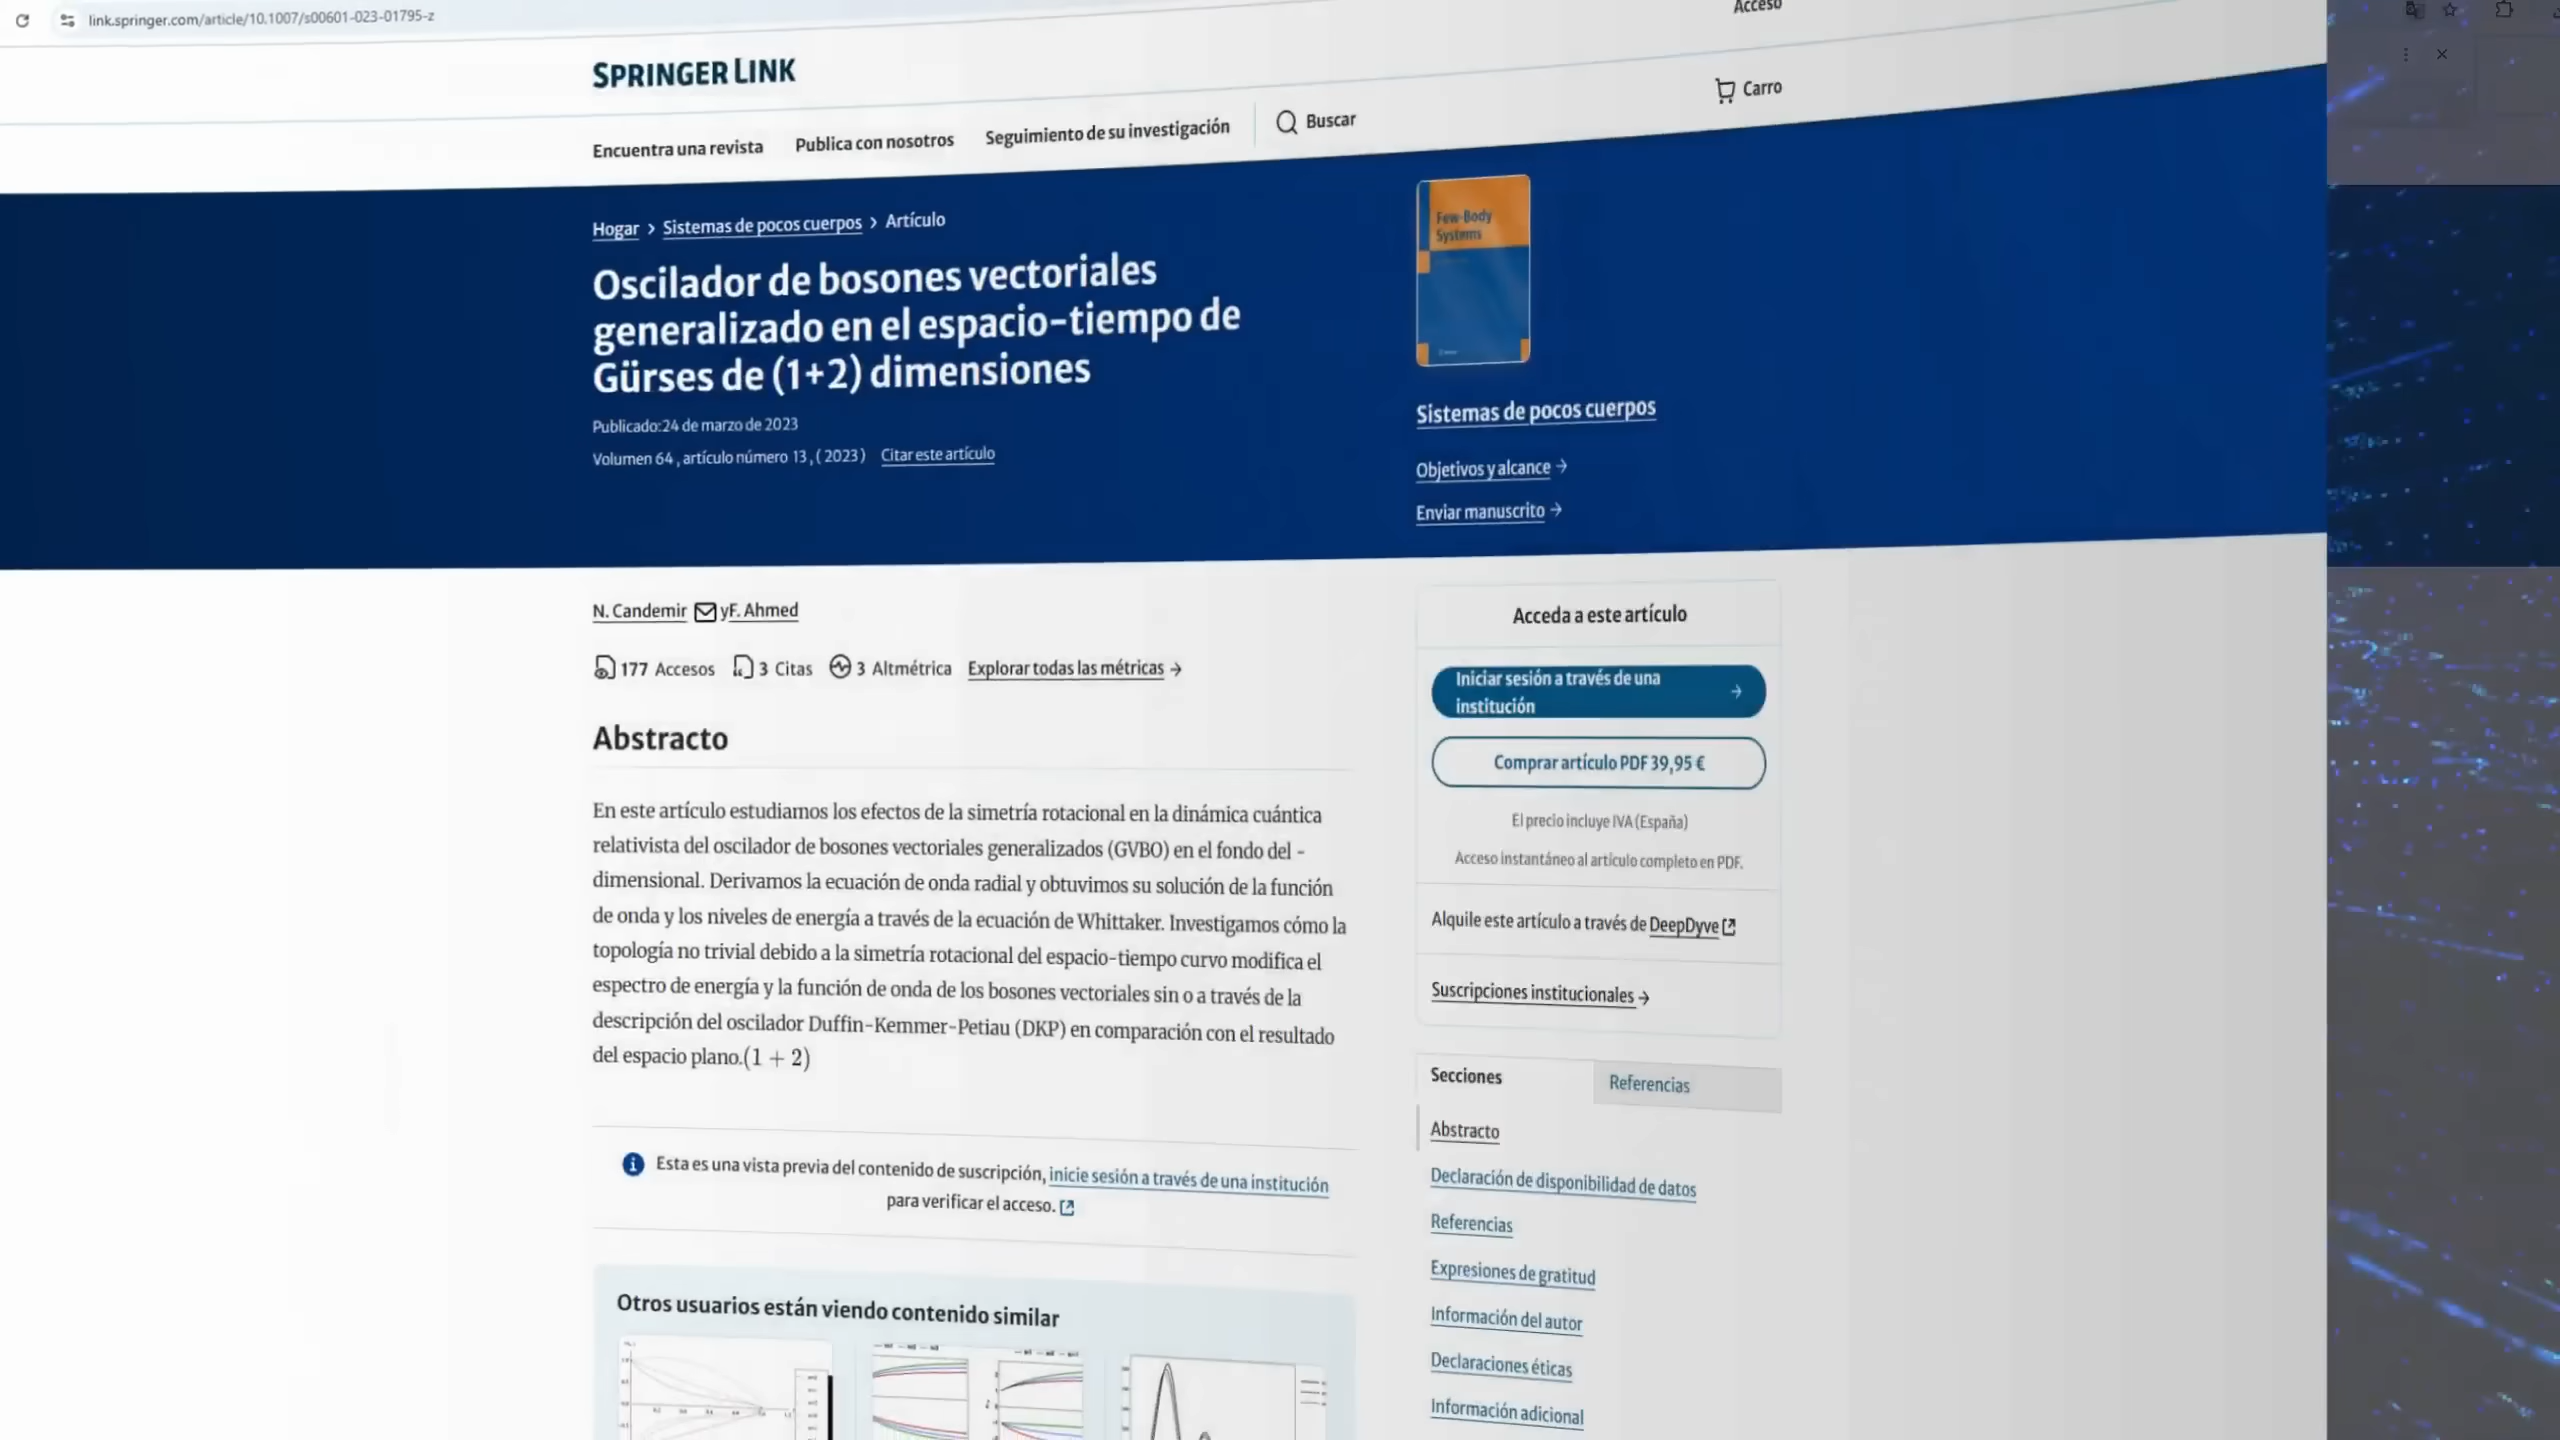 link.springer.com/article/10.1007/s00601-023-01795-z
Acceso
SPRINGER LINK
Carro
Encuentra una revista
Publica con nosotros
Seguimiento de su investigación
Buscar
Hogar > Sistemas de pocos cuerpos > Artículo
Oscilador de bosones vectoriales
generalizado en el espacio-tiempo de
Gürses de (1+2) dimensiones
Publicado:24 de marzo de 2023
Volumen 64 , artículo número 13 , ( 2023 ) Citar este artículo
Few-Body
Systems
Sistemas de pocos cuerpos
Objetivos y alcance →
Enviar manuscrito →
N. Candemir yF. Ahmed
177 Accesos 3 Citas 3 Altmétrica Explorar todas las métricas →
Abstracto
En este artículo estudiamos los efectos de la simetría rotacional en la dinámica cuántica
relativista del oscilador de bosones vectoriales generalizados (GVBO) en el fondo del -
dimensional. Derivamos la ecuación de onda radial y obtuvimos su solución de la función
de onda y los niveles de energía a través de la ecuación de Whittaker. Investigamos cómo la
topología no trivial debido a la simetría rotacional del espacio-tiempo curvo modifica el
espectro de energía y la función de onda de los bosones vectoriales sin o a través de la
descripción del oscilador Duffin-Kemmer-Petiau (DKP) en comparación con el resultado
del espacio plano.(1 + 2)
Esta es una vista previa del contenido de suscripción, inicie sesión a través de una institución
para verificar el acceso.
Otros usuarios están viendo contenido similar
Acceda a este artículo
Iniciar sesión a través de una
institución →
Comprar artículo PDF 39,95 €
El precio incluye IVA (España)
Acceso instantáneo al artículo completo en PDF.
Alquile este artículo a través de DeepDyve
Suscripciones institucionales →
Secciones
Referencias
Abstracto
Declaración de disponibilidad de datos
Referencias
Expresiones de gratitud
Información del autor
Declaraciones éticas
Información adicional